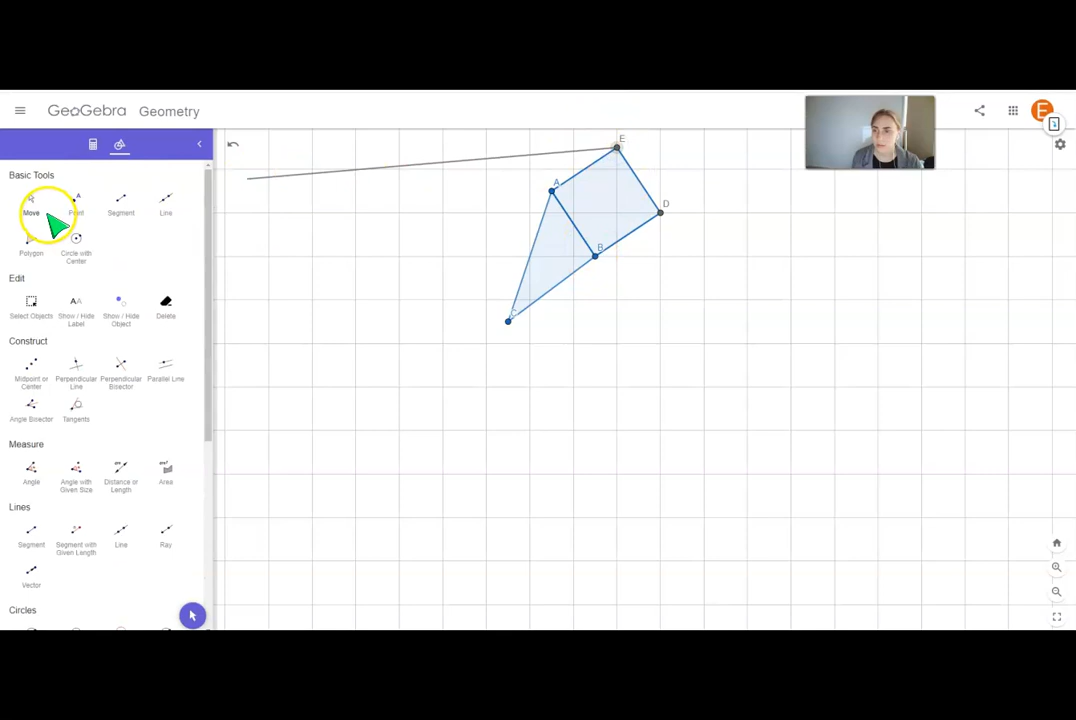 GeoGebra Geometry
E
Basic Tools
Move Point Segment Line
Polygon Circle with Center
Edit
Select Objects Show / Hide Label Show / Hide Object Delete
Construct
Midpoint or Center Perpendicular Line Perpendicular Bisector Parallel Line
Angle Bisector Tangents
Measure
Angle Angle with Given Size Distance or Length Area
Lines
Segment Segment with Given Length Line Ray
Vector
Circles
E
A
D
B
C